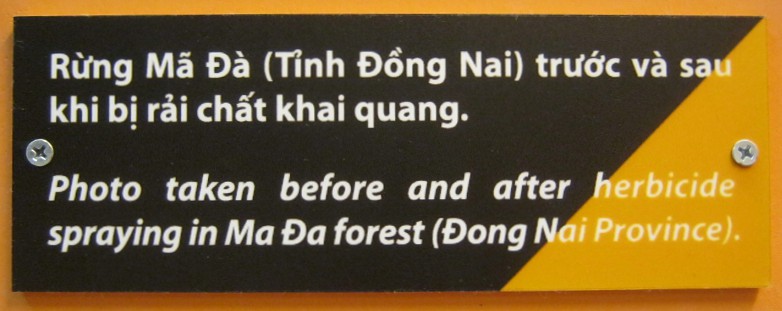 Rừng Mã Đà (Tỉnh Đồng Nai) trước và sau
khi bị rải chất khai quang.
Photo taken before and after herbicide
spraying in Ma Đa forest (Đong Nai Province).